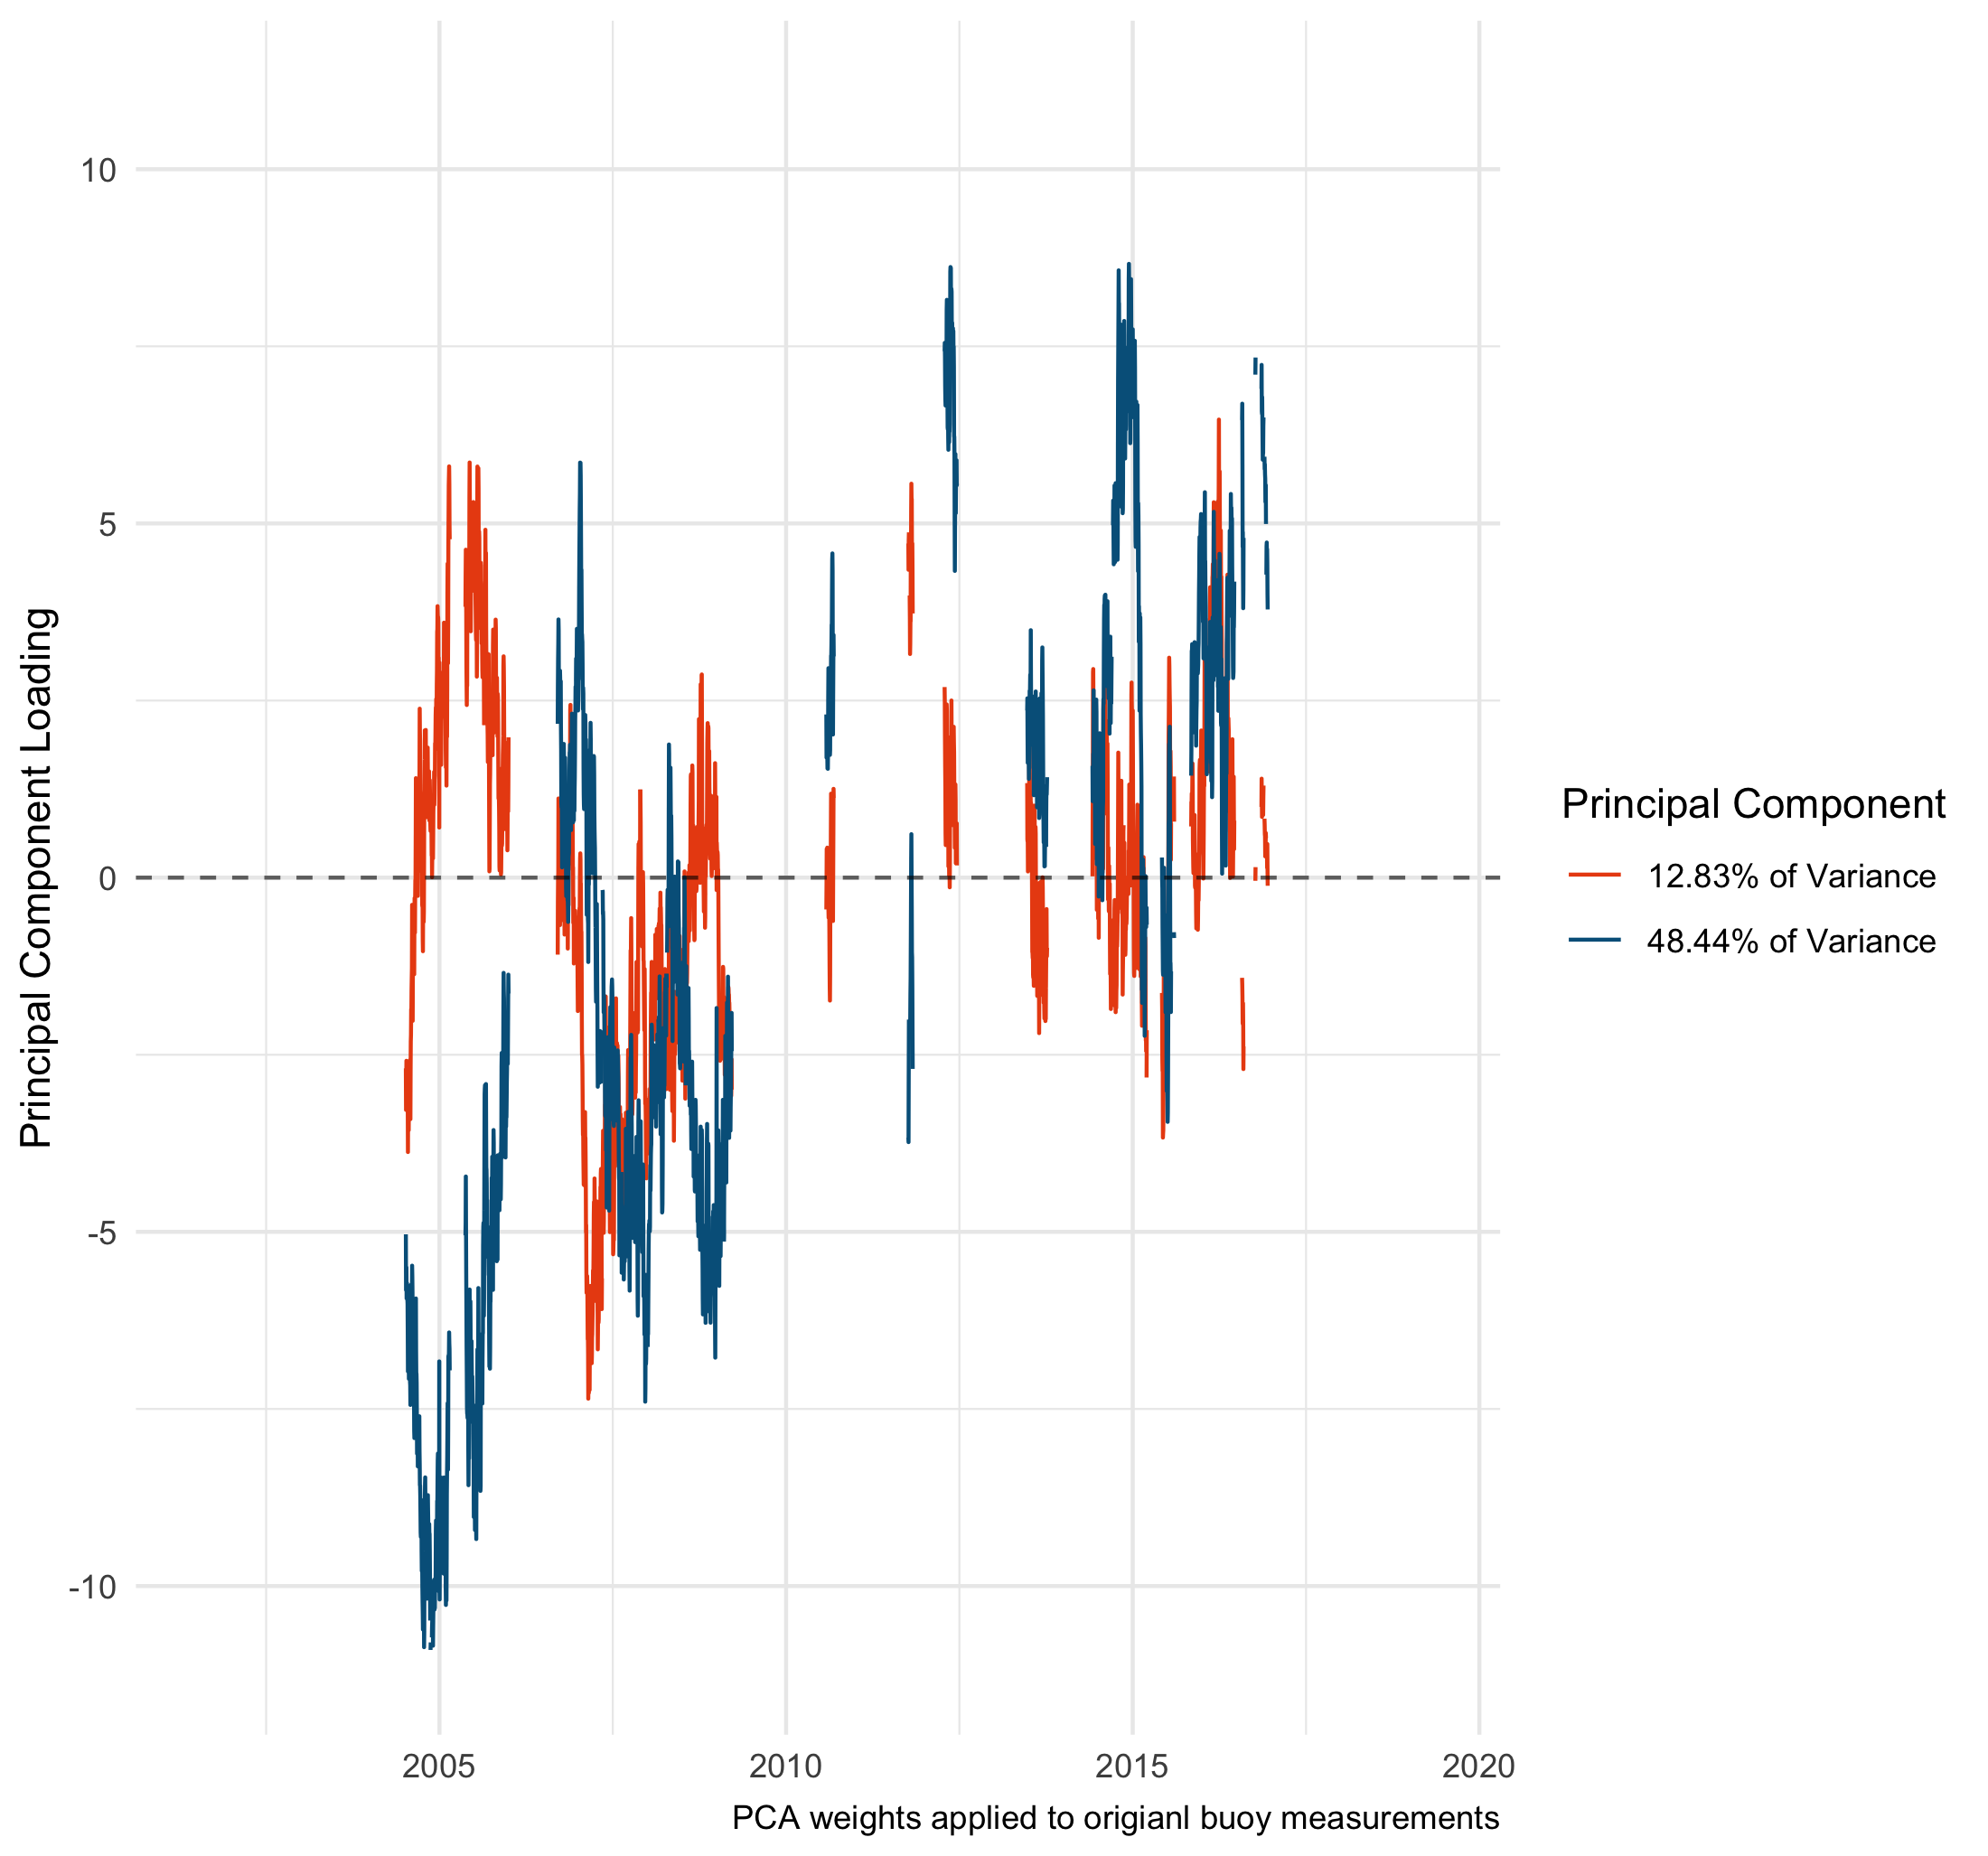 10
5
0
-5
-10
Principal Component Loading
2005
2010
2015
2020
PCA weights applied to origianl buoy measurements
Principal Component
12.83% of Variance
48.44% of Variance